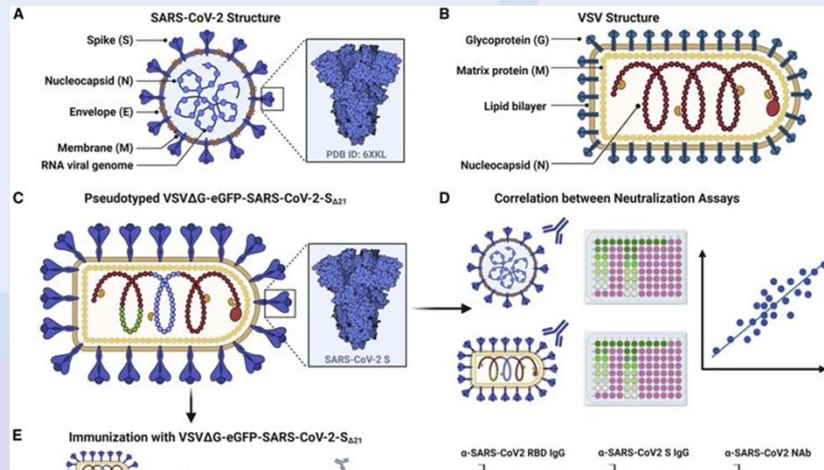 A
SARS-CoV-2 Structure
Spike (S)
Nucleocapsid (N)
Envelope (E)
Membrane (M)
RNA viral genome
PDB ID: 6XKL
B
VSV Structure
Glycoprotein (G)
Matrix protein (M)
Lipid bilayer
Nucleocapsid (N)
C
Pseudotyped VSVΔG-eGFP-SARS-CoV-2-SΔ21
SARS-CoV-2 S
D
Correlation between Neutralization Assays
E
Immunization with VSVΔG-eGFP-SARS-CoV-2-SΔ21
α-SARS-CoV2 RBD IgG
α-SARS-CoV2 S IgG
α-SARS-CoV2 NAb